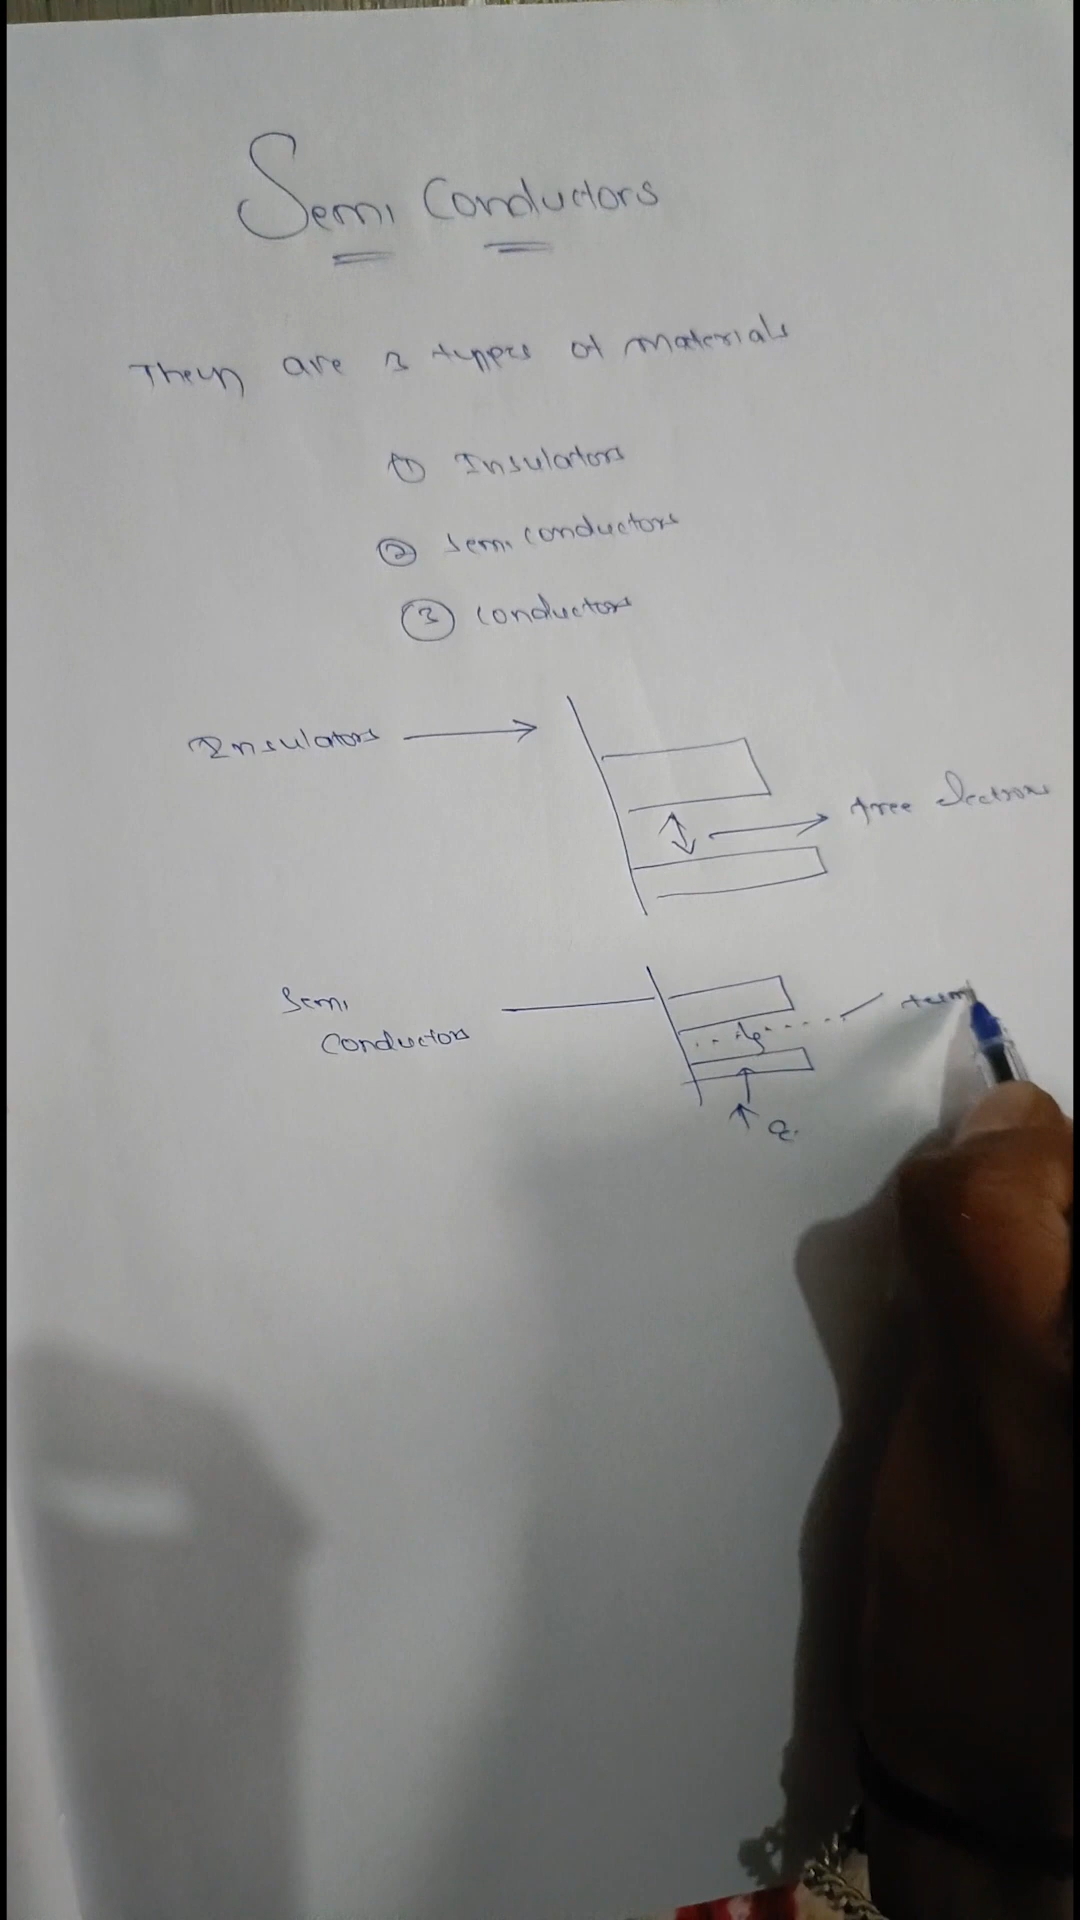 Semi Conductors
They are 3 types of materials
① Insulators
② Semi conductors
③ conductors
Insulators
free electrons
Semi
Conductors